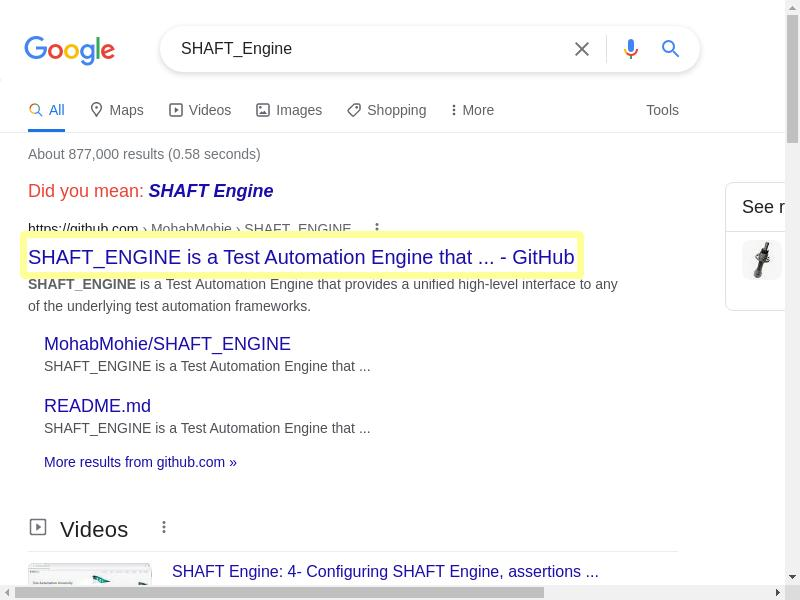 Google
SHAFT_Engine
All Maps Videos Images Shopping More Tools
About 877,000 results (0.58 seconds)
Did you mean: SHAFT Engine
https://github.com › MohabMohie › SHAFT_ENGINE
SHAFT_ENGINE is a Test Automation Engine that ... - GitHub
SHAFT_ENGINE is a Test Automation Engine that provides a unified high-level interface to any
of the underlying test automation frameworks.
See r
MohabMohie/SHAFT_ENGINE
SHAFT_ENGINE is a Test Automation Engine that ...
README.md
SHAFT_ENGINE is a Test Automation Engine that ...
More results from github.com »
Videos
SHAFT Engine: 4- Configuring SHAFT Engine, assertions ...